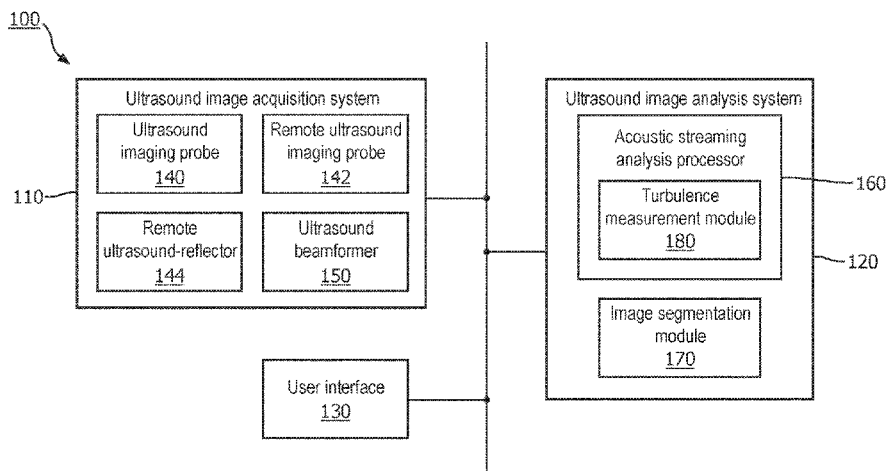 100
Ultrasound image acquisition system
Ultrasound
imaging probe
140
Remote ultrasound
imaging probe
142
110
Remote
ultrasound-reflector
144
Ultrasound
beamformer
150
User interface
130
Ultrasound image analysis system
Acoustic streaming
analysis processor
160
Turbulence
measurement module
180
120
Image segmentation
module
170